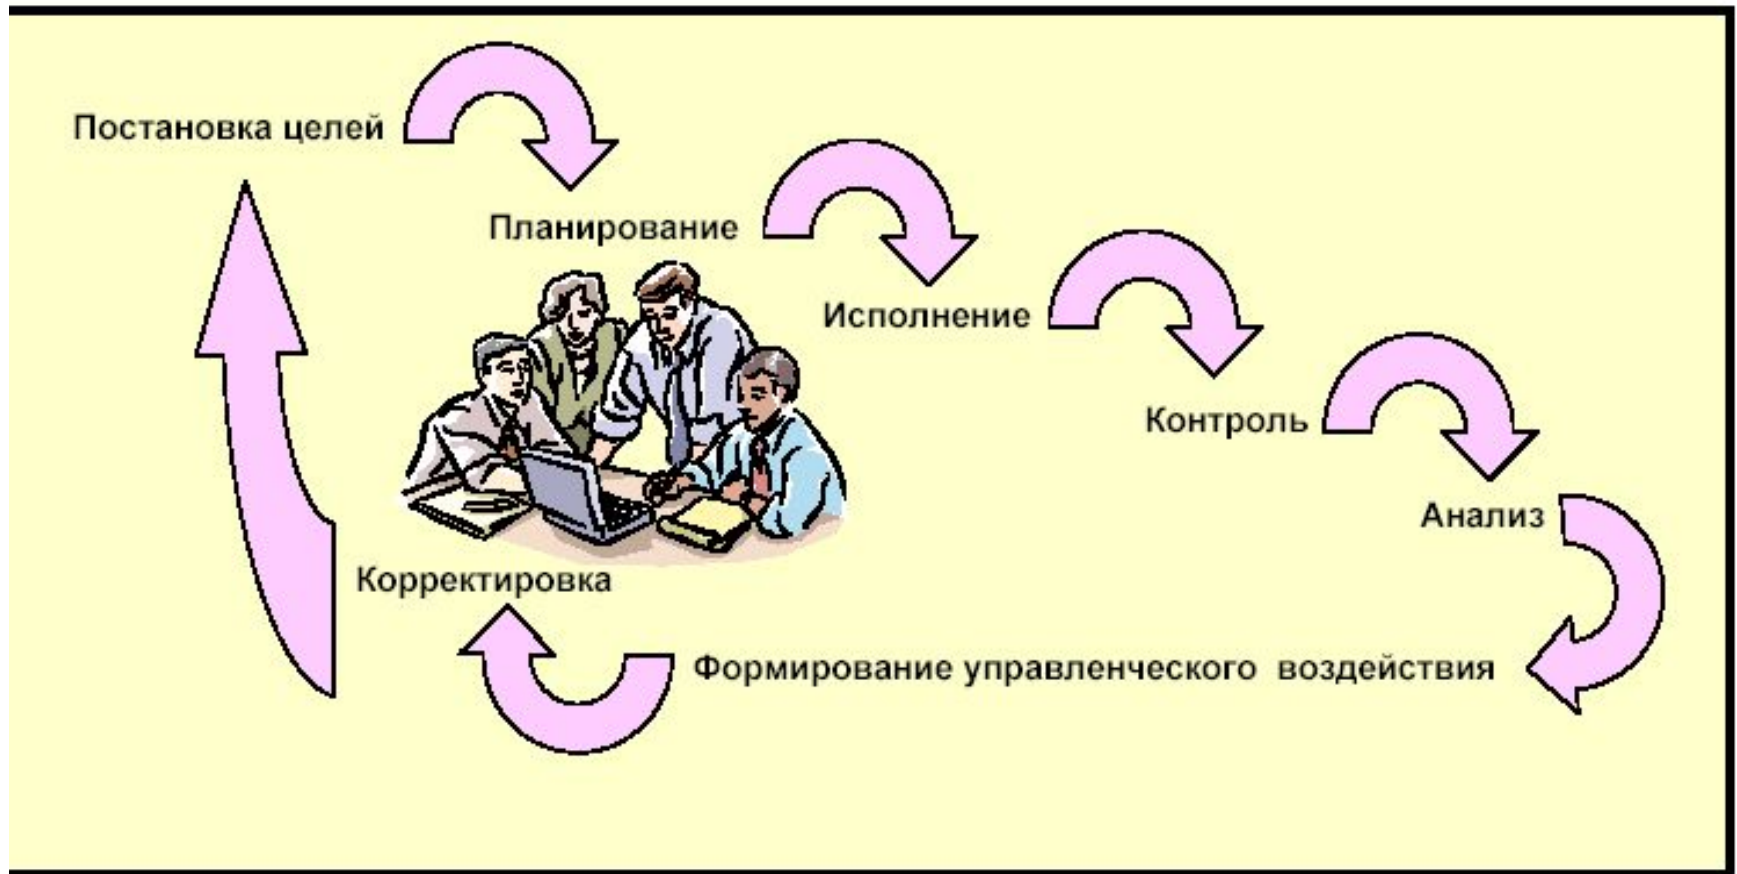 Постановка целей
Планирование
Исполнение
Контроль
Анализ
Формирование управленческого воздействия
Корректировка